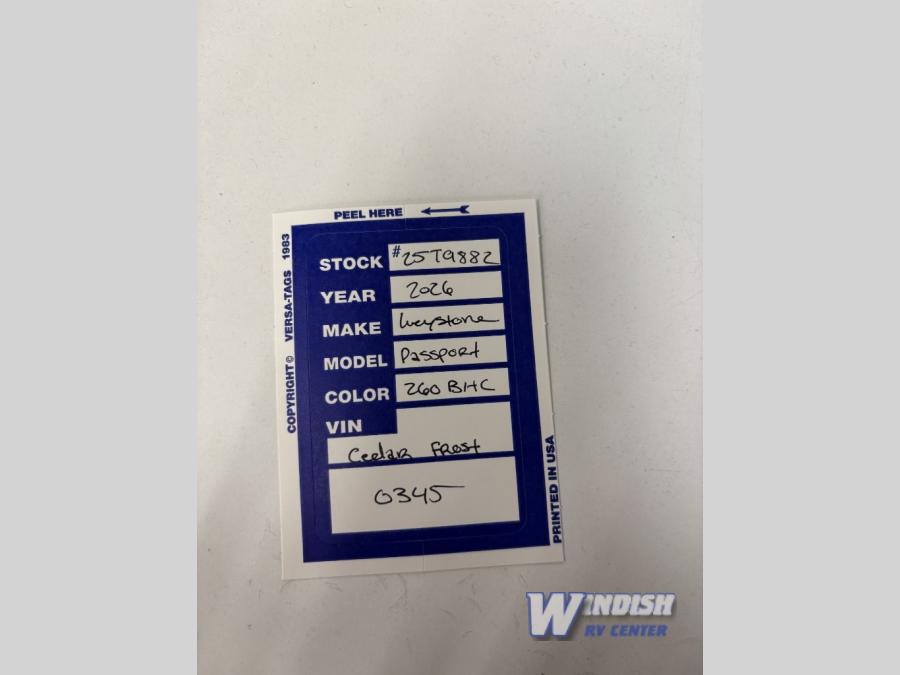 PEEL HERE
COPYRIGHT © VERSA-TAGS 1983
STOCK #25T9882
YEAR 2026
MAKE Keystone
MODEL Passport
COLOR 260 BHC
VIN
Cedar Frost
0345
PRINTED IN USA
WINDISH
RV CENTER